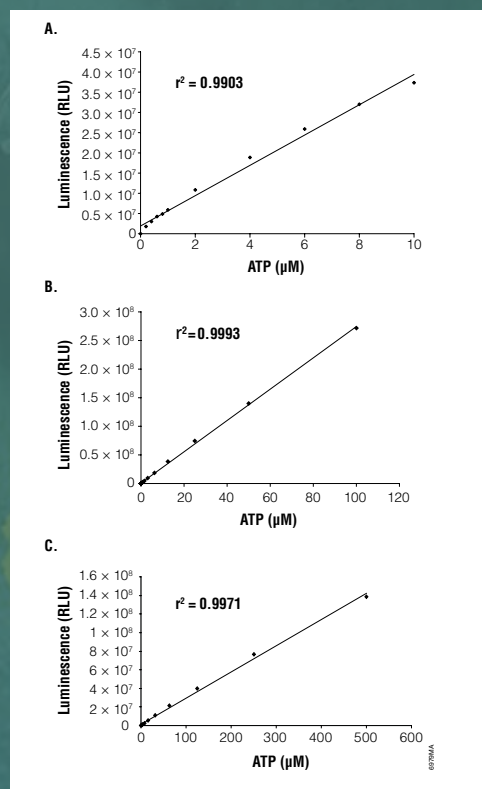 A.
Luminescence (RLU)
4.5 × 10⁷
4.0 × 10⁷
3.5 × 10⁷
3.0 × 10⁷
2.5 × 10⁷
2.0 × 10⁷
1.5 × 10⁷
1.0 × 10⁷
0.5 × 10⁷
0
r² = 0.9903
0 2 4 6 8 10
ATP (µM)
B.
Luminescence (RLU)
3.0 × 10⁸
2.5 × 10⁸
2.0 × 10⁸
1.5 × 10⁸
1.0 × 10⁸
0.5 × 10⁸
0
r²=0.9993
0 20 40 60 80 100 120
ATP (µM)
C.
Luminescence (RLU)
1.6 × 10⁸
1.4 × 10⁸
1.2 × 10⁸
1 × 10⁸
8 × 10⁷
6 × 10⁷
4 × 10⁷
2 × 10⁷
0
r² = 0.9971
0 100 200 300 400 500 600
ATP (µM)
6979MA